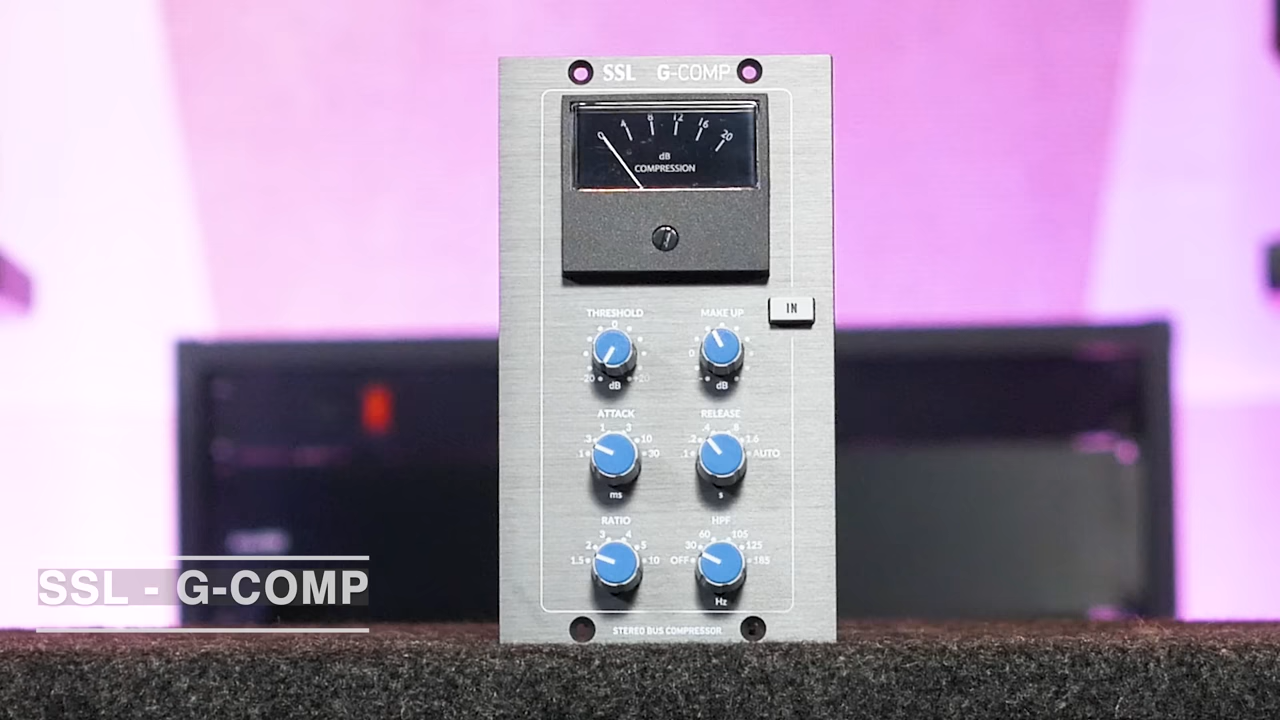 SSL G-COMP
0 4 8 12 16 20
dB
COMPRESSION
IN
THRESHOLD MAKE UP
0
0
-20 +20 - +
dB dB
ATTACK RELEASE
1 3 .4 .8
.3 10 .2 1.6
.1 30 .1 AUTO
ms s
RATIO HPF
3 4 60 105
2 5 30 125
1.5 10 OFF 185
Hz
STEREO BUS COMPRESSOR
SSL - G-COMP